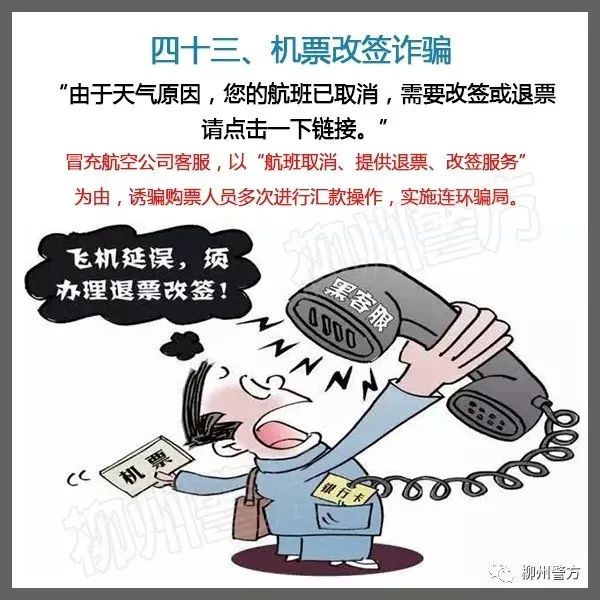 四十三、机票改签诈骗
“由于天气原因，您的航班已取消，需要改签或退票
请点击一下链接。”
冒充航空公司客服，以“航班取消、提供退票、改签服务”
为由，诱骗购票人员多次进行汇款操作，实施连环骗局。
柳州警方
飞机延误，须
办理退票改签！
黑客服
机票
银行卡
柳州警方
柳州警方